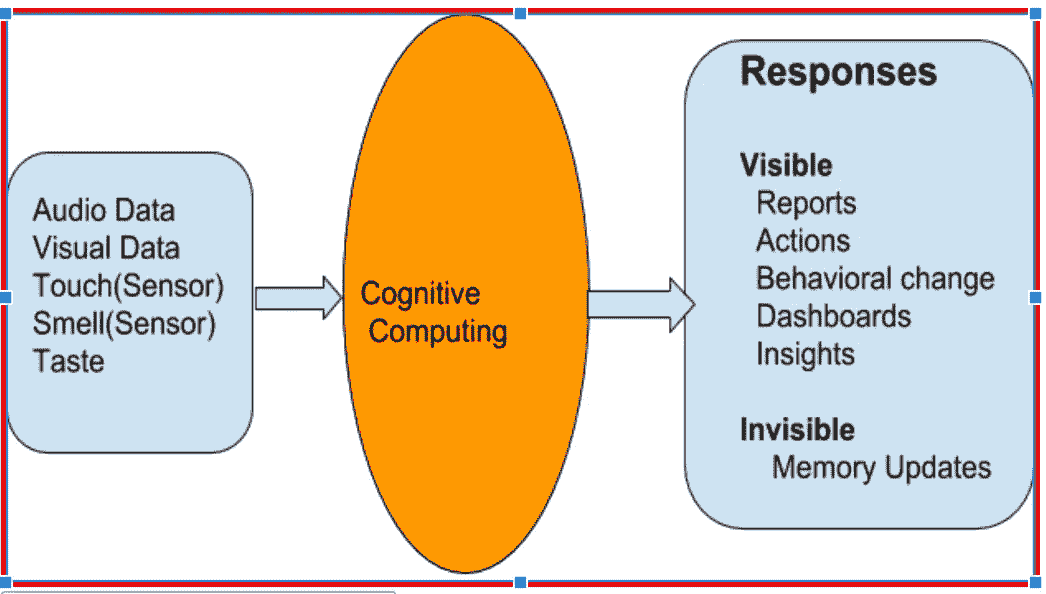 Audio Data
Visual Data
Touch(Sensor)
Smell(Sensor)
Taste
Cognitive
Computing
Responses
Visible
Reports
Actions
Behavioral change
Dashboards
Insights
Invisible
Memory Updates